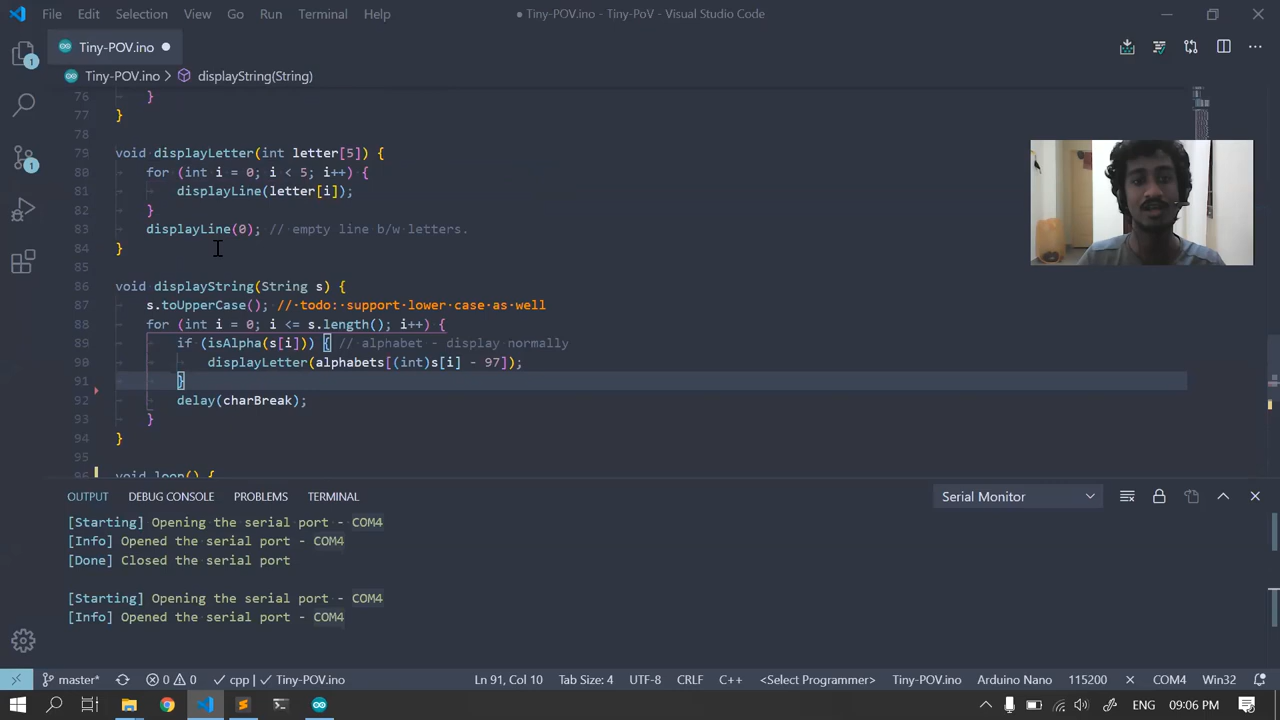 File Edit Selection View Go Run Terminal Help
● Tiny-POV.ino - Tiny-PoV - Visual Studio Code
Tiny-POV.ino ●
Tiny-POV.ino > displayString(String)
76 }
77 }
78
79 void displayLetter(int letter[5]) {
80 for (int i = 0; i < 5; i++) {
81 displayLine(letter[i]);
82 }
83 displayLine(0); // empty line b/w letters.
84 }
85
86 void displayString(String s) {
87 s.toUpperCase(); //·todo:·support·lower·case·as·well
88 for (int i = 0; i <= s.length(); i++) {
89 if (isAlpha(s[i])) { // alphabet - display normally
90 displayLetter(alphabets[(int)s[i] - 97]);
91 }
92 delay(charBreak);
93 }
94 }
95
96 void loop() {
1
1
OUTPUT DEBUG CONSOLE PROBLEMS TERMINAL
Serial Monitor
[Starting] Opening the serial port - COM4
[Info] Opened the serial port - COM4
[Done] Closed the serial port
[Starting] Opening the serial port - COM4
[Info] Opened the serial port - COM4
master* 0 0 cpp Tiny-POV.ino Ln 91, Col 10 Tab Size: 4 UTF-8 CRLF C++ <Select Programmer> Tiny-POV.ino Arduino Nano 115200 COM4 Win32
ENG 09:06 PM